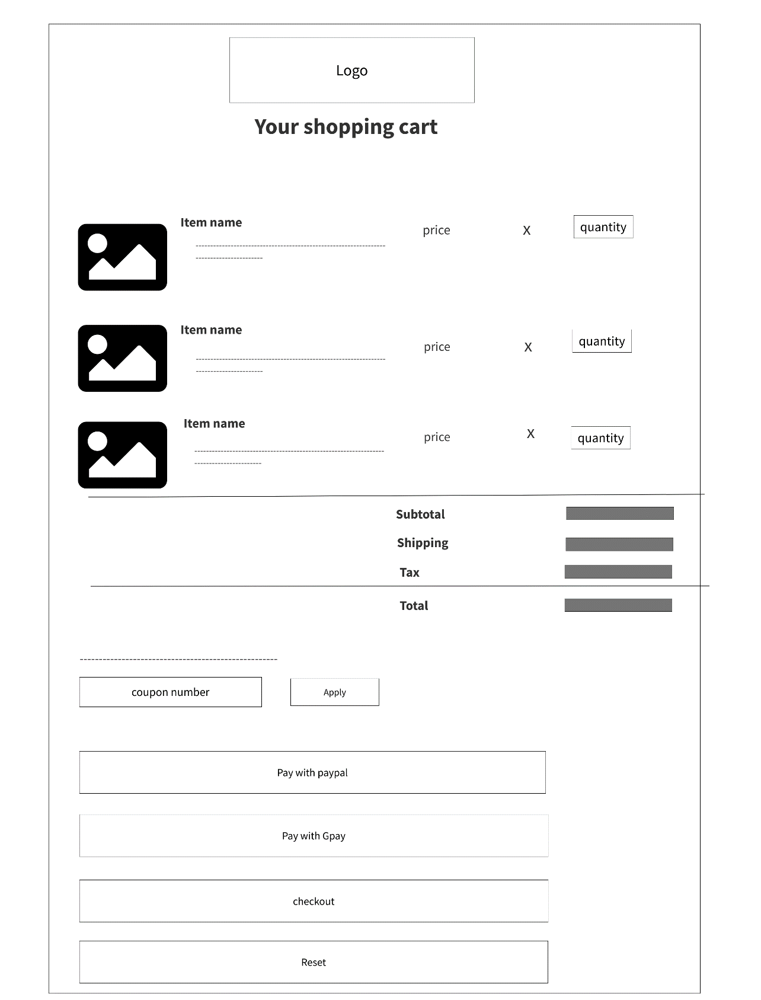 Logo
Your shopping cart
Item name
price X quantity
Item name
price X quantity
Item name
price X quantity
Subtotal
Shipping
Tax
Total
coupon number Apply
Pay with paypal
Pay with Gpay
checkout
Reset